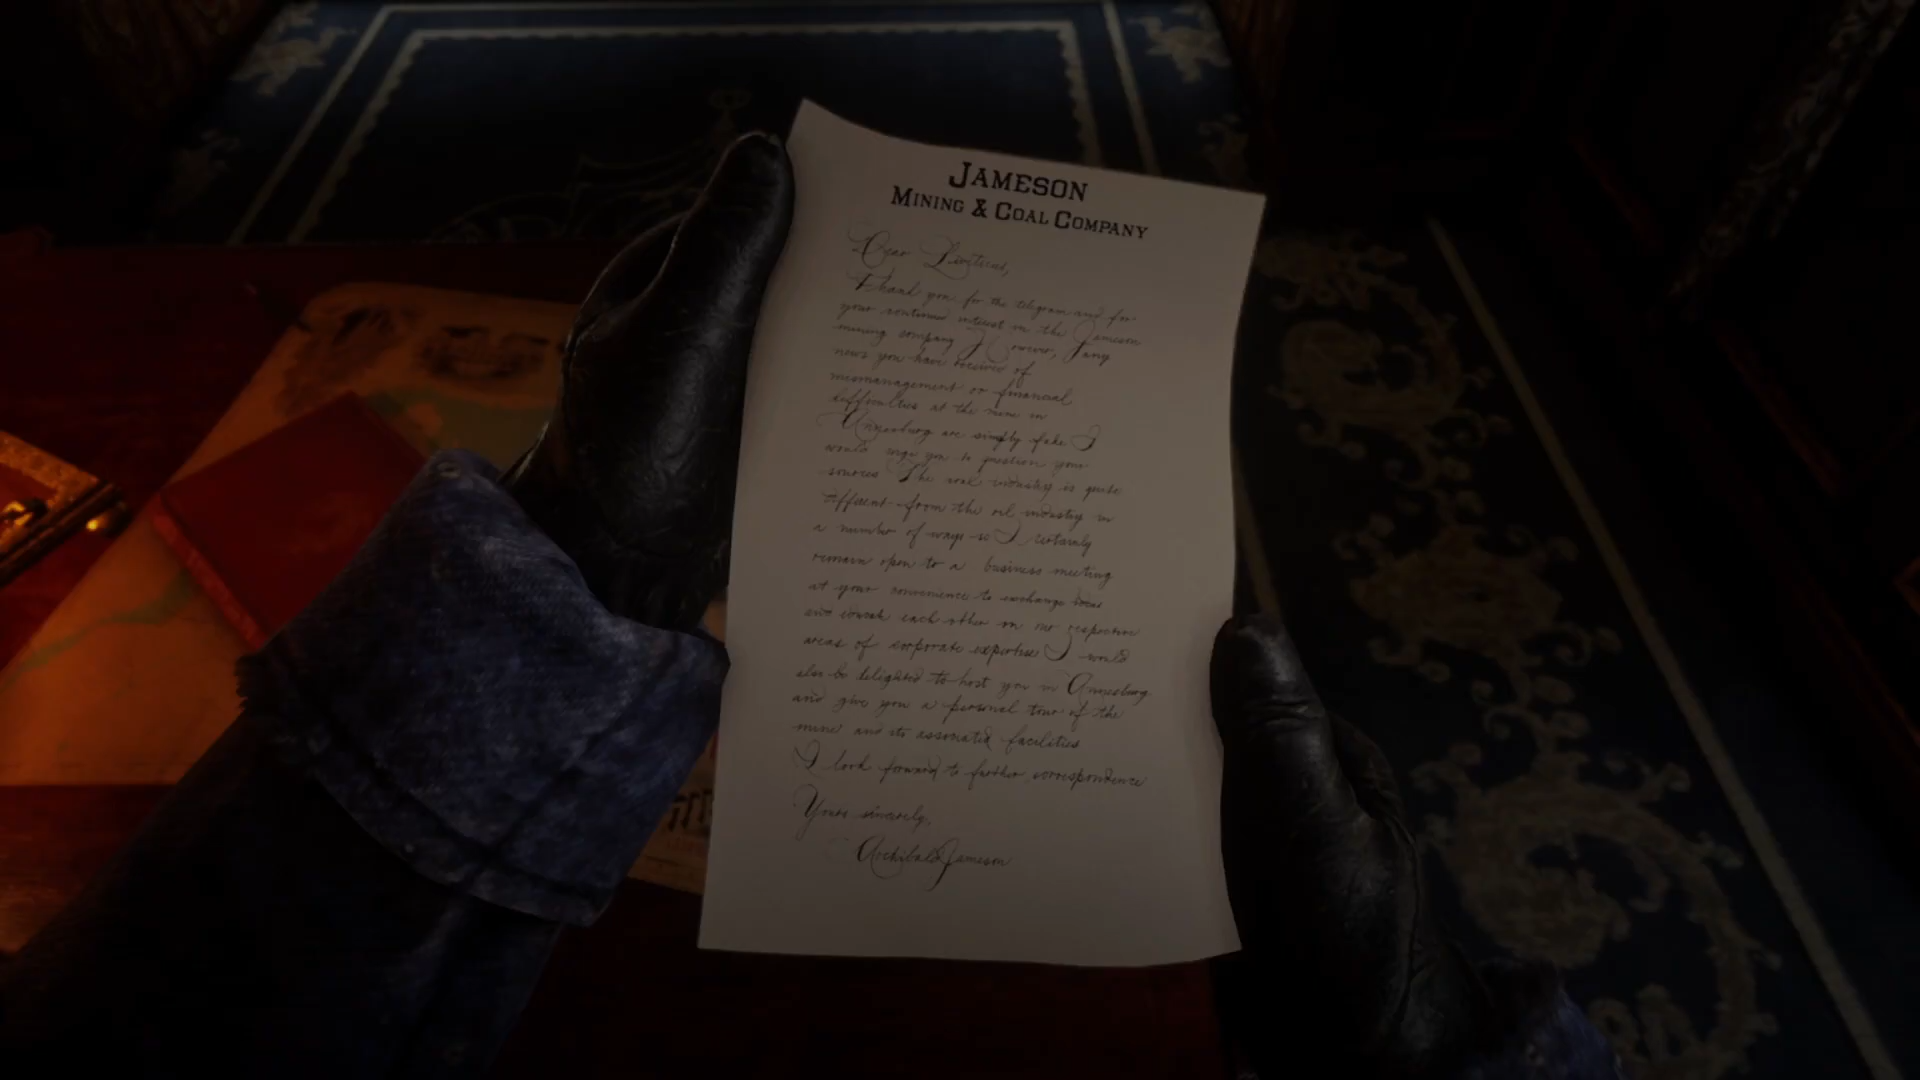 JAMESON
MINING & COAL COMPANY
Dear Leviticus,
Thank you for the telegram and for
your continued interest in the Jameson
mining company However, Jany
news you have received of
mismanagement or financial
difficulties at the mine in
Annesburg are simply fake I
would urge you to question your
sources The coal industry is quite
different from the oil industry in
a number of ways so I certainly
remain open to a business meeting
at your convenience to exchange ideas
and consult each other on our respective
areas of corporate expertise I would
also be delighted to host you in Annesburg
and give you a personal tour of the
mine and its associated facilities
I look forward to further correspondence
Yours sincerely,
Archibald Jameson